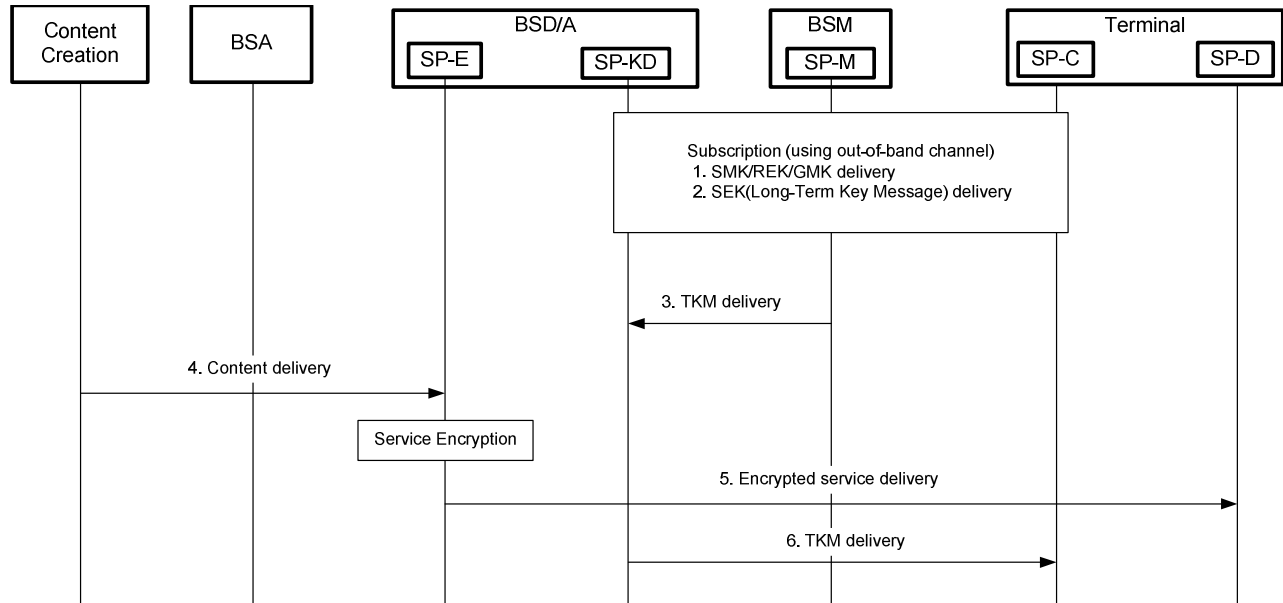 Content
Creation
BSA
BSD/A
SP-E
SP-KD
BSM
SP-M
Terminal
SP-C
SP-D
Subscription (using out-of-band channel)
1. SMK/REK/GMK delivery
2. SEK(Long-Term Key Message) delivery
3. TKM delivery
4. Content delivery
Service Encryption
5. Encrypted service delivery
6. TKM delivery